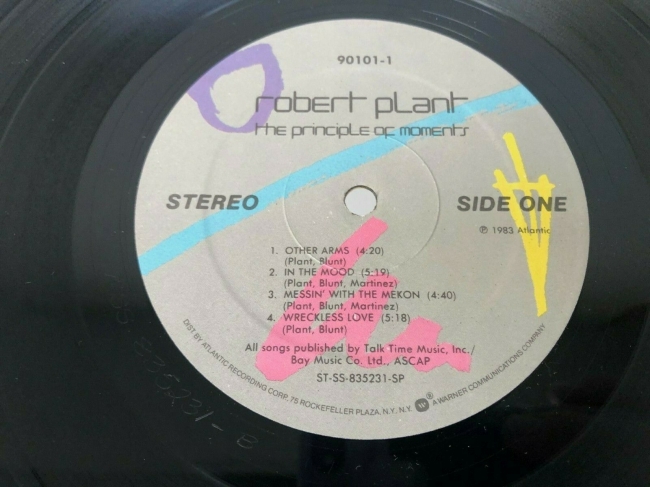 90101-1
robert plant
the principle of moments
STEREO
SIDE ONE
℗ 1983 Atlantic
1. OTHER ARMS (4:20)
(Plant, Blunt)
2. IN THE MOOD (5:19)
(Plant, Blunt, Martinez)
3. MESSIN' WITH THE MEKON (4:40)
(Plant, Blunt, Martinez)
4. WRECKLESS LOVE (5:18)
(Plant, Blunt)
All songs published by Talk Time Music, Inc./
Bay Music Co. Ltd., ASCAP
ST-SS-835231-SP
DIST BY ATLANTIC RECORDING CORP. 75 ROCKEFELLER PLAZA, N.Y. N.Y. W ® A WARNER COMMUNICATIONS COMPANY